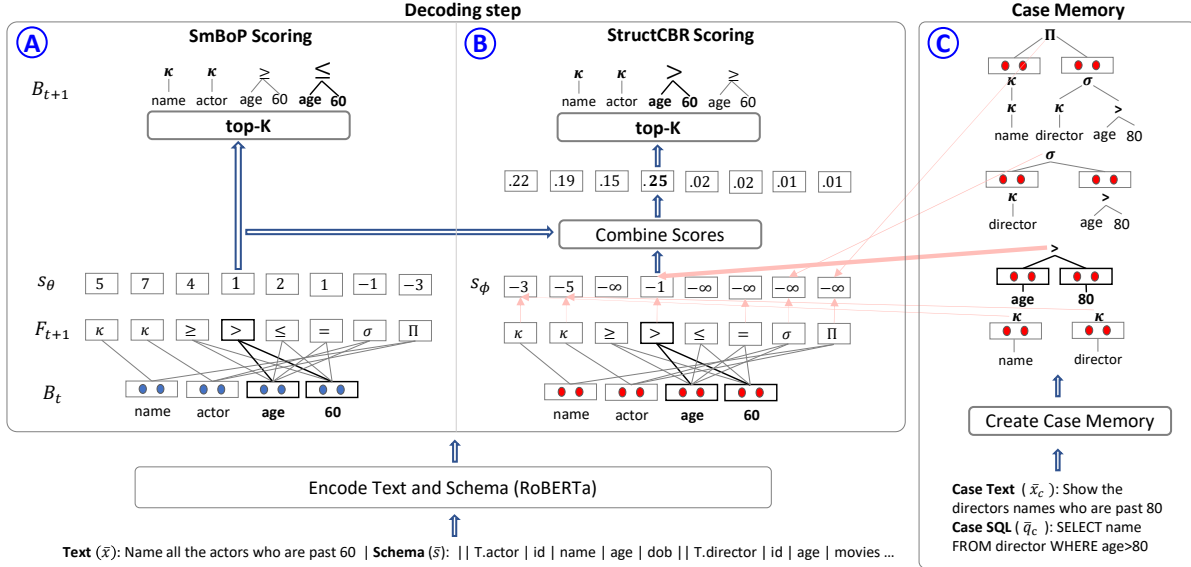 Decoding step
Case Memory
A
SmBoP Scoring
B
StructCBR Scoring
C
B_{t+1}
κ κ ≥ ≤
name actor age 60 age 60
top-K
κ κ > ≥
name actor age 60 age 60
top-K
.22 .19 .15 .25 .02 .02 .01 .01
Combine Scores
s_θ 5 7 4 1 2 1 −1 −3
s_ϕ −3 −5 −∞ −1 −∞ −∞ −∞ −∞
F_{t+1} κ κ ≥ > ≤ = σ Π
κ κ ≥ > ≤ = σ Π
B_t
name actor age 60
name actor age 60
Encode Text and Schema (RoBERTa)
Text (x̄): Name all the actors who are past 60 | Schema (s̄): || T.actor | id | name | age | dob || T.director | id | age | movies …
Π
κ σ
κ κ >
name director age 80
σ
κ >
director age 80
>
age 80
κ κ
name director
Create Case Memory
Case Text ( x̄_c ): Show the
directors names who are past 80
Case SQL ( q̄_c ): SELECT name
FROM director WHERE age>80